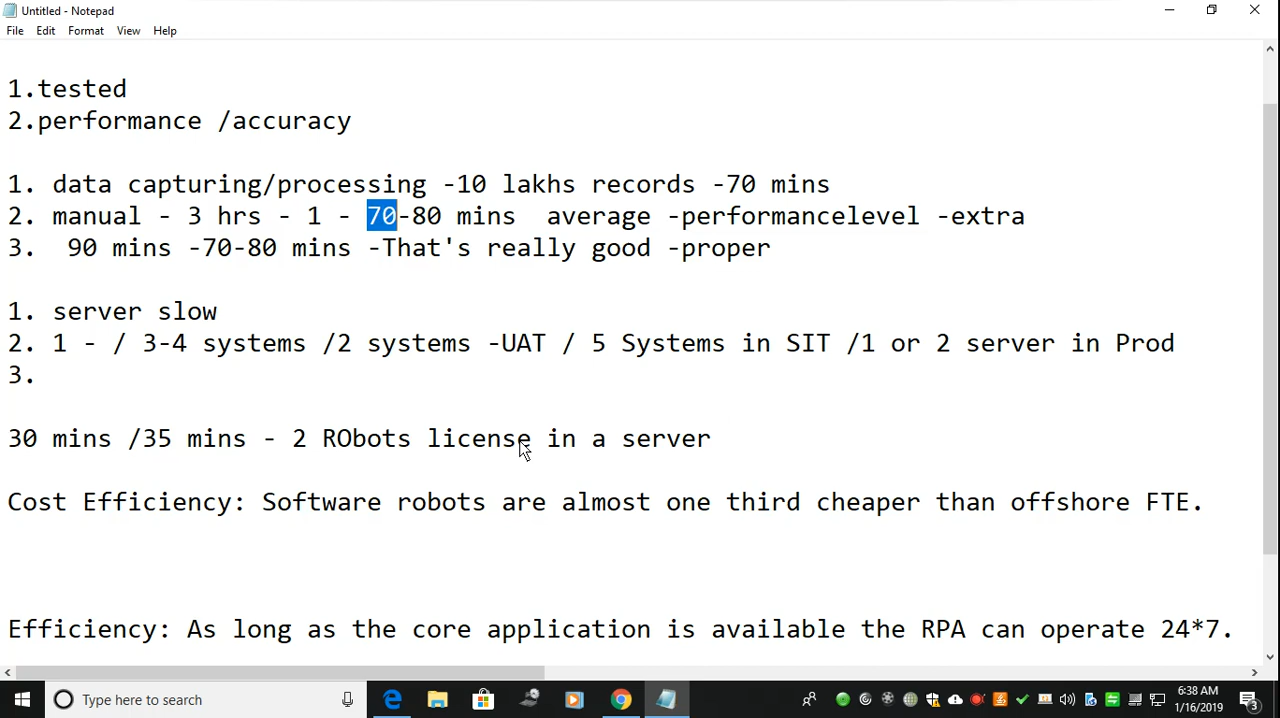 Untitled - Notepad
File Edit Format View Help
1.tested
2.performance /accuracy
1. data capturing/processing -10 lakhs records -70 mins
2. manual - 3 hrs - 1 - 70-80 mins  average -performancelevel -extra
3.  90 mins -70-80 mins -That's really good -proper
1. server slow
2. 1 - / 3-4 systems /2 systems -UAT / 5 Systems in SIT /1 or 2 server in Prod
3.
30 mins /35 mins - 2 RObots license in a server
Cost Efficiency: Software robots are almost one third cheaper than offshore FTE.
Efficiency: As long as the core application is available the RPA can operate 24*7.
Type here to search
6:38 AM
1/16/2019
3